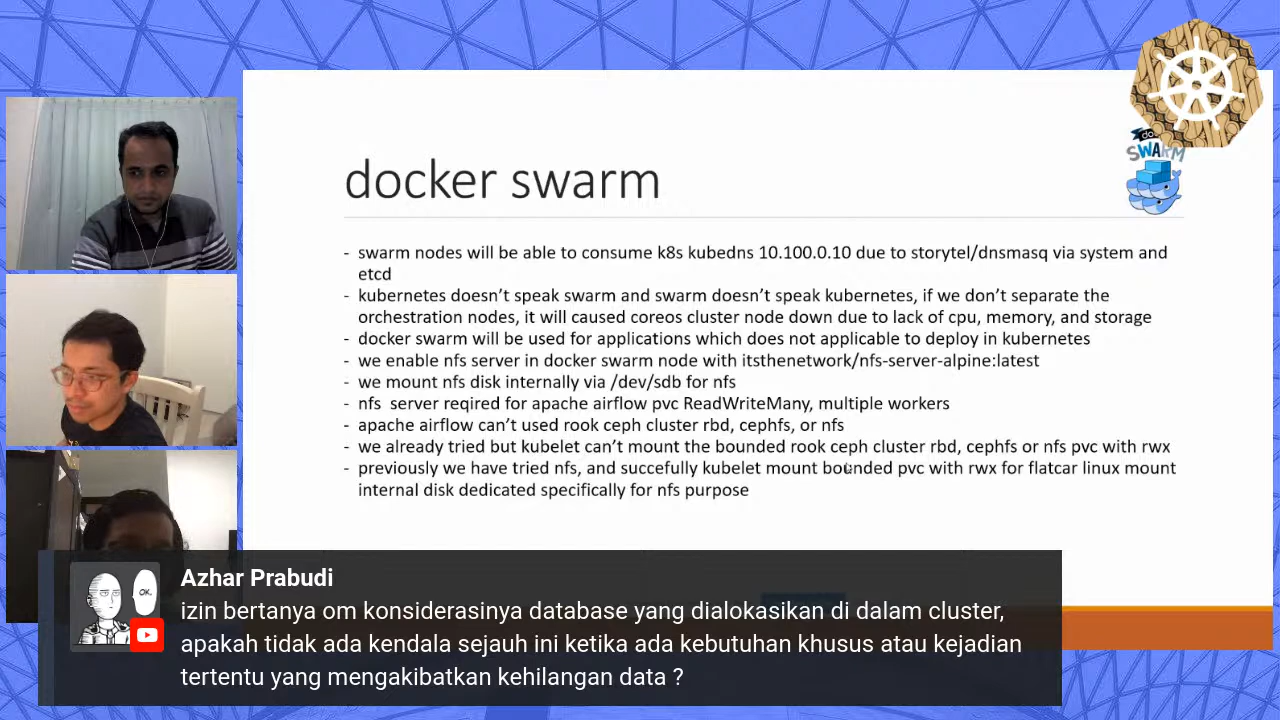 docker swarm
SWARM
- swarm nodes will be able to consume k8s kubedns 10.100.0.10 due to storytel/dnsmasq via system and
etcd
- kubernetes doesn't speak swarm and swarm doesn't speak kubernetes, if we don't separate the
orchestration nodes, it will caused coreos cluster node down due to lack of cpu, memory, and storage
- docker swarm will be used for applications which does not applicable to deploy in kubernetes
- we enable nfs server in docker swarm node with itsthenetwork/nfs-server-alpine:latest
- we mount nfs disk internally via /dev/sdb for nfs
- nfs server reqired for apache airflow pvc ReadWriteMany, multiple workers
- apache airflow can't used rook ceph cluster rbd, cephfs, or nfs
- we already tried but kubelet can't mount the bounded rook ceph cluster rbd, cephfs or nfs pvc with rwx
- previously we have tried nfs, and succefully kubelet mount bounded pvc with rwx for flatcar linux mount
internal disk dedicated specifically for nfs purpose
OK.
Azhar Prabudi
izin bertanya om konsiderasinya database yang dialokasikan di dalam cluster,
apakah tidak ada kendala sejauh ini ketika ada kebutuhan khusus atau kejadian
tertentu yang mengakibatkan kehilangan data ?